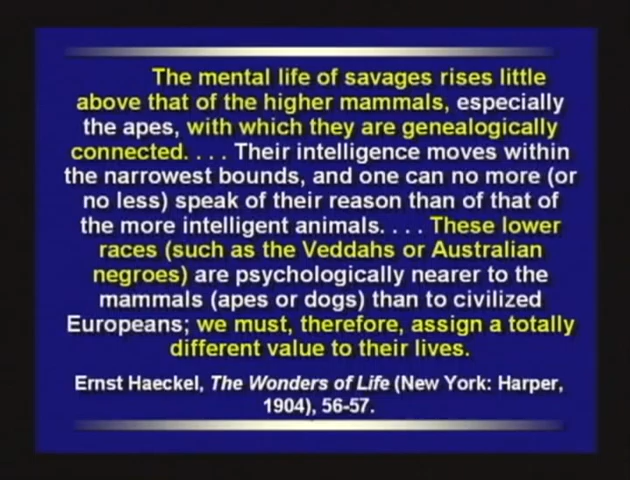 The mental life of savages rises little
above that of the higher mammals, especially
the apes, with which they are genealogically
connected. . . . Their intelligence moves within
the narrowest bounds, and one can no more (or
no less) speak of their reason than of that of
the more intelligent animals. . . . These lower
races (such as the Veddahs or Australian
negroes) are psychologically nearer to the
mammals (apes or dogs) than to civilized
Europeans; we must, therefore, assign a totally
different value to their lives.
Ernst Haeckel, The Wonders of Life (New York: Harper,
1904), 56-57.